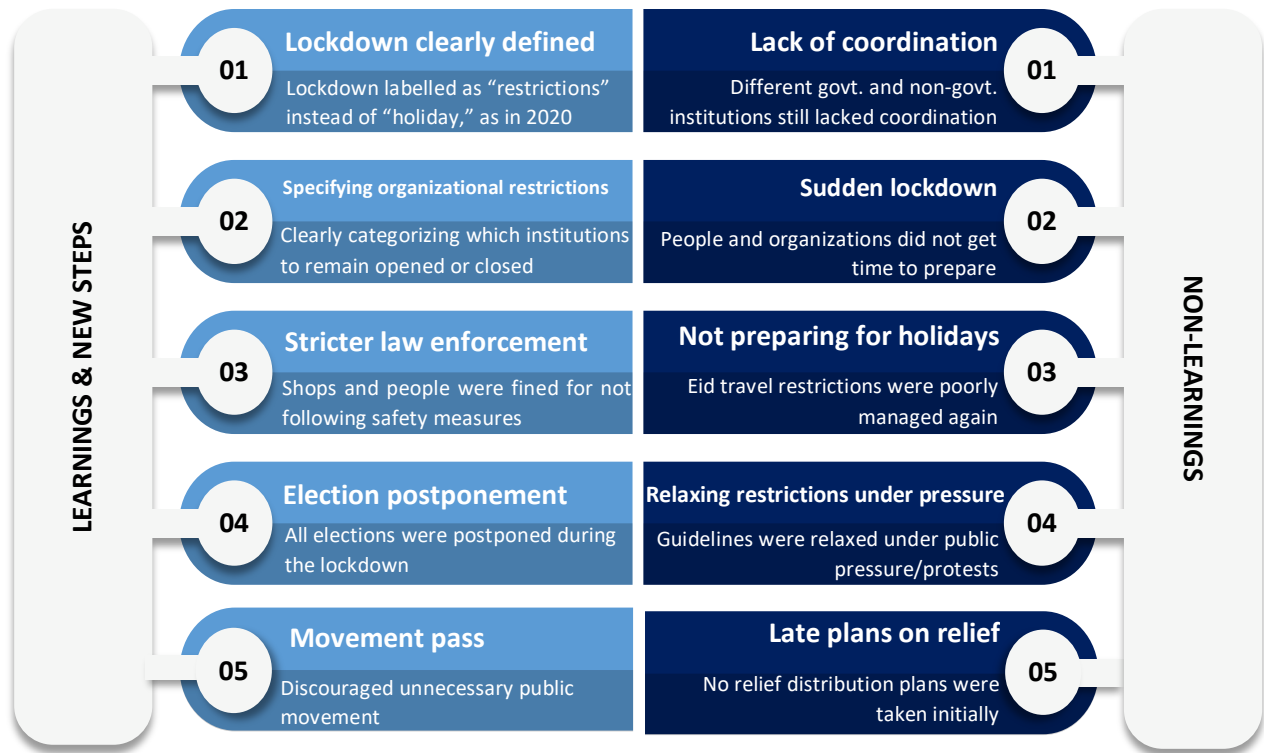 LEARNINGS & NEW STEPS
01
Lockdown clearly defined
Lockdown labelled as “restrictions”
instead of “holiday,” as in 2020
02
Specifying organizational restrictions
Clearly categorizing which institutions
to remain opened or closed
03
Stricter law enforcement
Shops and people were fined for not
following safety measures
04
Election postponement
All elections were postponed during
the lockdown
05
Movement pass
Discouraged unnecessary public
movement
NON-LEARNINGS
Lack of coordination
01
Different govt. and non-govt.
institutions still lacked coordination
Sudden lockdown
02
People and organizations did not get
time to prepare
Not preparing for holidays
03
Eid travel restrictions were poorly
managed again
Relaxing restrictions under pressure
04
Guidelines were relaxed under public
pressure/protests
Late plans on relief
05
No relief distribution plans were
taken initially